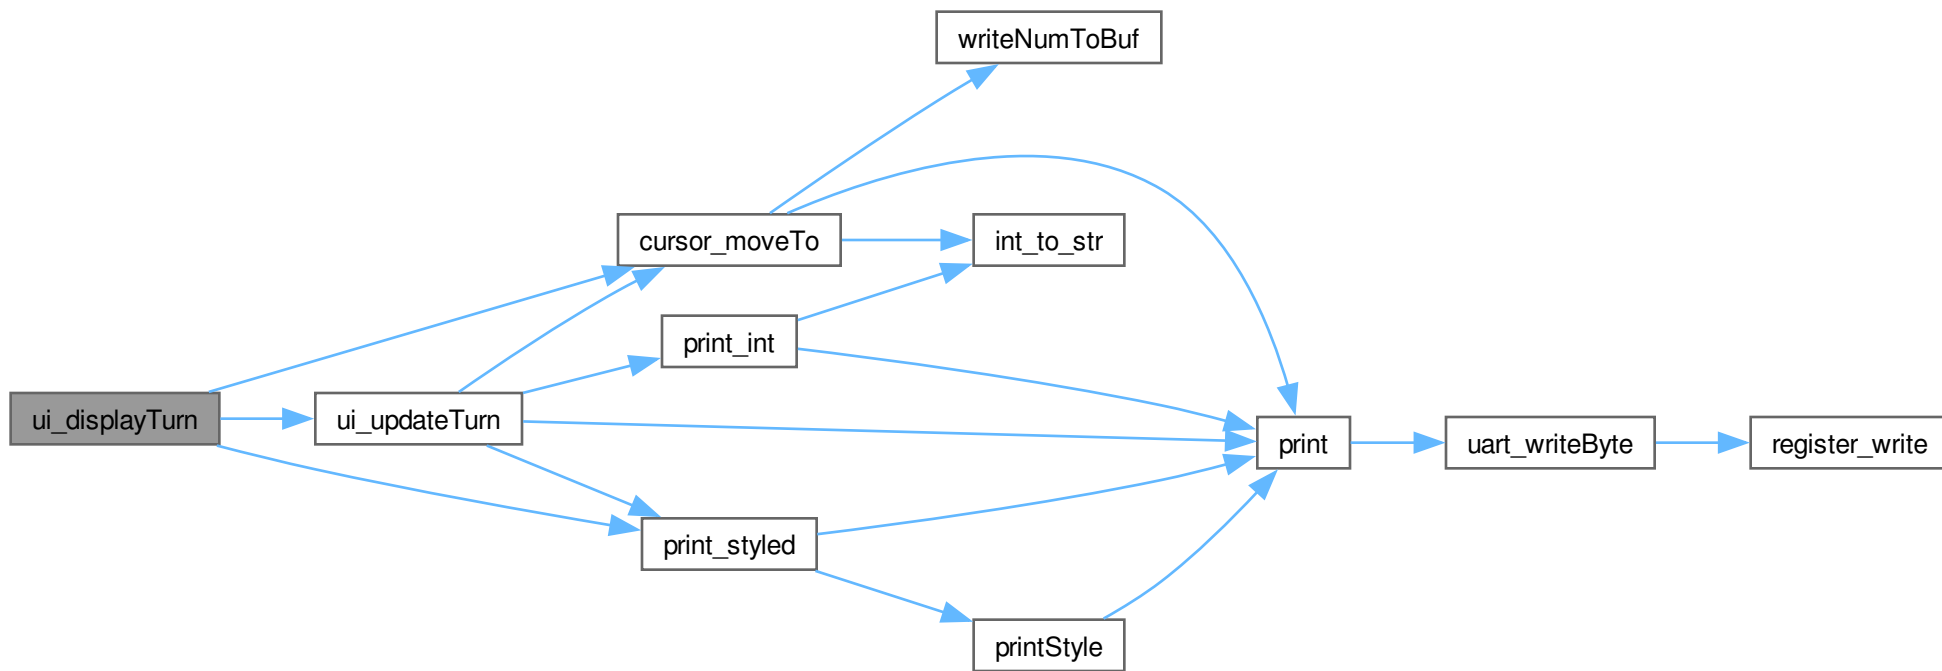 writeNumToBuf
cursor_moveTo
int_to_str
print_int
ui_displayTurn
ui_updateTurn
print
uart_writeByte
register_write
print_styled
printStyle